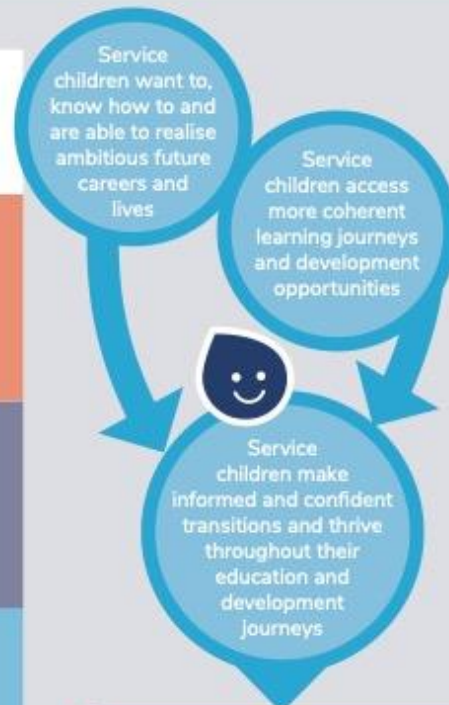 Service
children want to,
know how to and
are able to realise
ambitious future
careers and
lives
Service
children access
more coherent
learning journeys
and development
opportunities
Service
children make
informed and confident
transitions and thrive
throughout their
education and
development
journeys